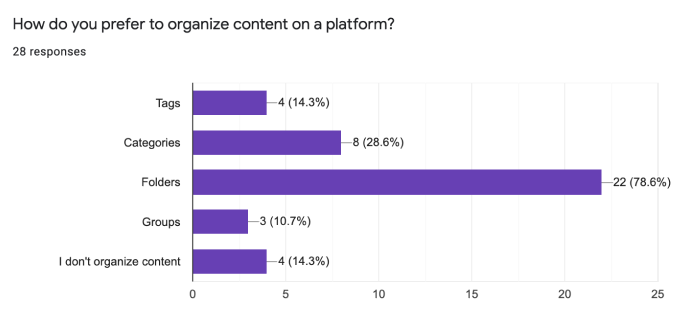 How do you prefer to organize content on a platform?
28 responses
Tags
4 (14.3%)
Categories
8 (28.6%)
Folders
22 (78.6%)
Groups
3 (10.7%)
I don't organize content
4 (14.3%)
0 5 10 15 20 25